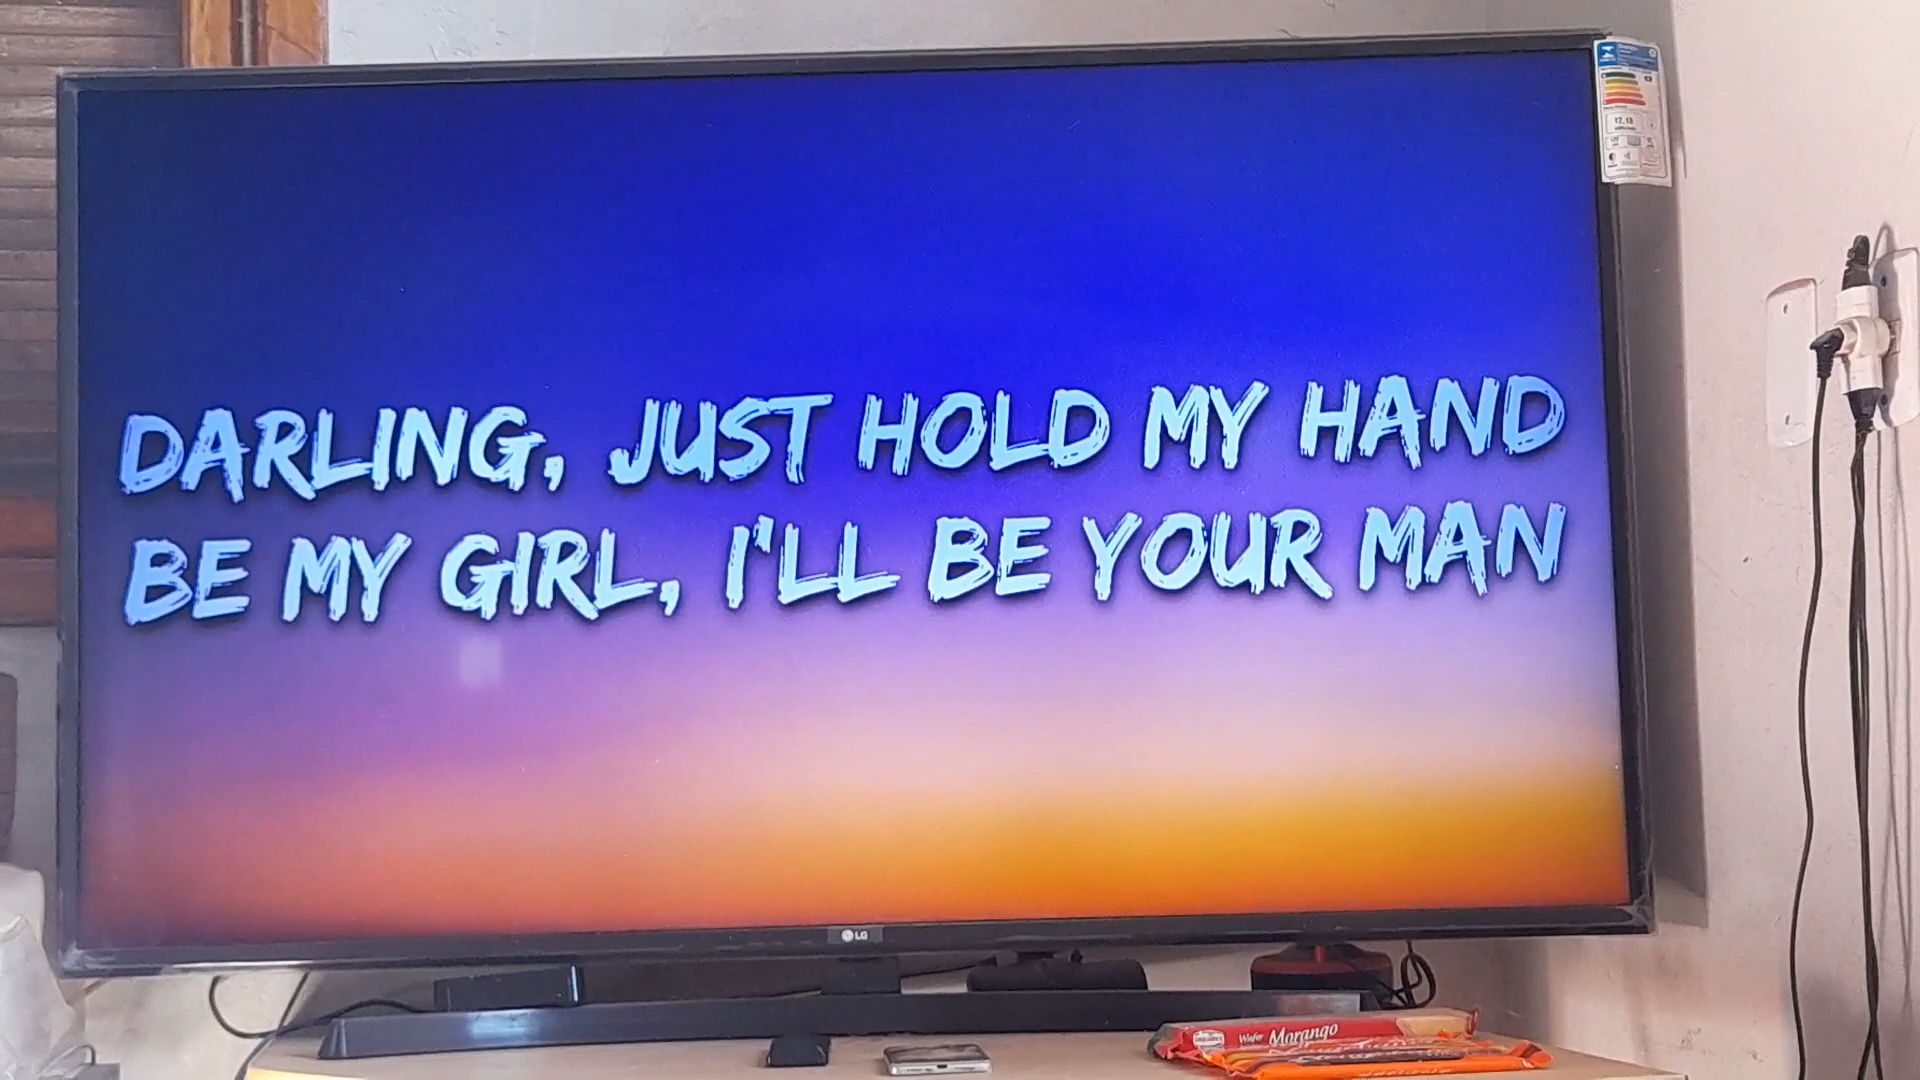 DARLING, JUST HOLD MY HAND
BE MY GIRL, I'LL BE YOUR MAN
LG
Wafer Morango